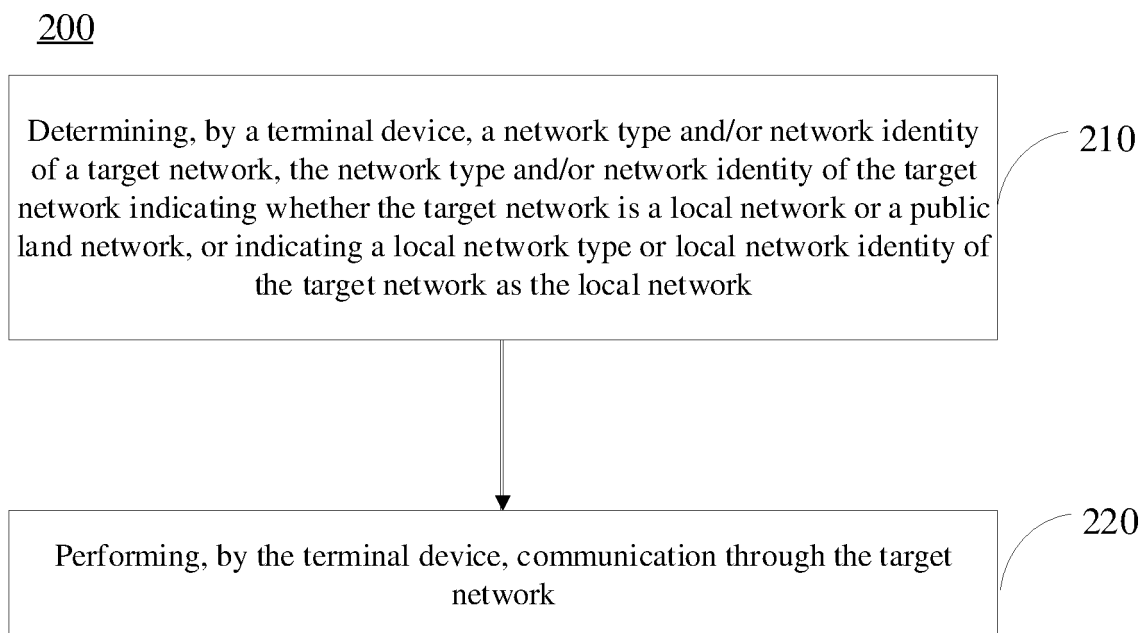 200
Determining, by a terminal device, a network type and/or network identity
of a target network, the network type and/or network identity of the target
network indicating whether the target network is a local network or a public
land network, or indicating a local network type or local network identity of
the target network as the local network
210
Performing, by the terminal device, communication through the target
network
220